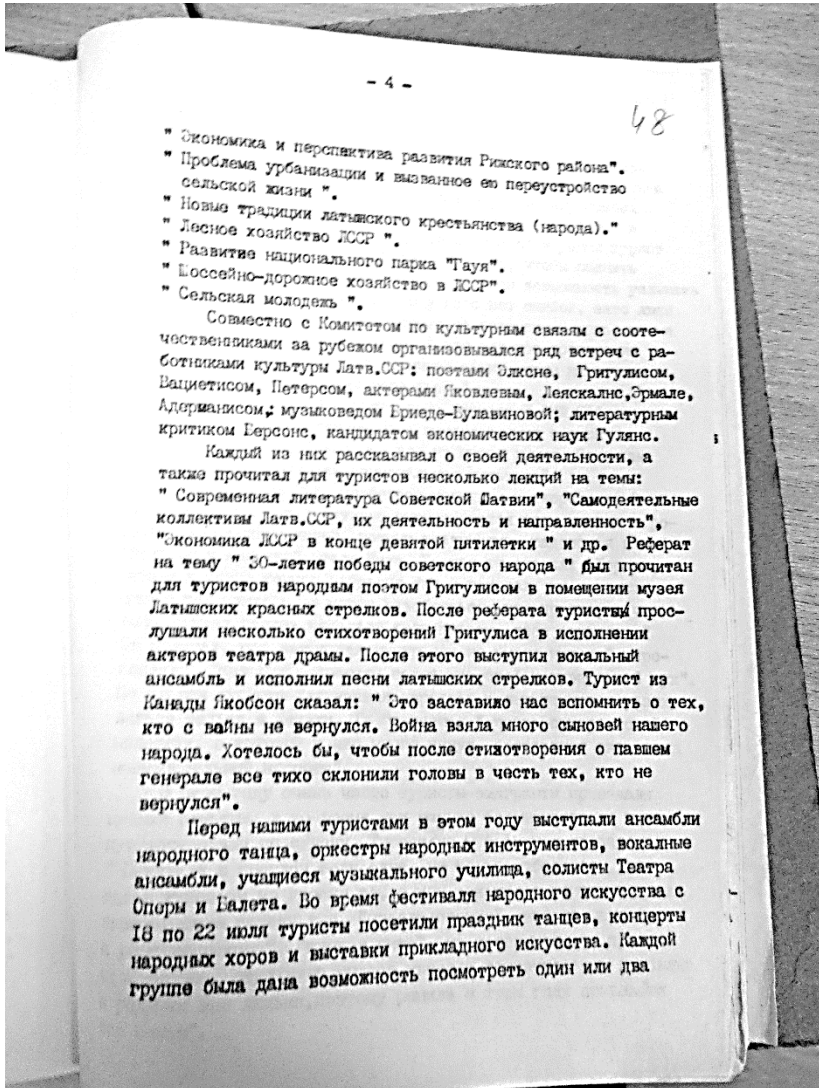 - 4 -
48
" Экономика и перспектива развития Рижского района".
" Проблема урбанизации и вызванное ею переустройство
сельской жизни ".
" Новые традиции латышского крестьянства (народа)."
" Лесное хозяйство ЛССР ".
" Развитие национального парка "Гауя".
" Шоссейно-дорожное хозяйство в ЛССР".
" Сельская молодежь ".
Совместно с Комитетом по культурным связям с сооте-
чественниками за рубежом организовывался ряд встреч с ра-
ботниками культуры Латв.ССР: поэтами Элксне, Григулисом,
Вациетисом, Петерсом, актерами Яковлевым, Леяскалнс,Эрмале,
Адерманисом,: музыковедом Бриеде-Булавиновой; литературным
критиком Берсонс, кандидатом экономических наук Гулянс.
Каждый из них рассказывал о своей деятельности, а
также прочитал для туристов несколько лекций на темы:
" Современная литература Советской Латвии", "Самодеятельные
коллективы Латв.ССР, их деятельность и направленность",
"Экономика ЛССР в конце девятой пятилетки " и др. Реферат
на тему " 30-летие победы советского народа " был прочитан
для туристов народным поэтом Григулисом в помещении музея
Латышских красных стрелков. После реферата туристы прос-
лушали несколько стихотворений Григулиса в исполнении
актеров театра драмы. После этого выступил вокальный
ансамбль и исполнил песни латышских стрелков. Турист из
Канады Якобсон сказал: " Это заставило нас вспомнить о тех,
кто с войны не вернулся. Война взяла много сыновей нашего
народа. Хотелось бы, чтобы после стихотворения о павшем
генерале все тихо склонили головы в честь тех, кто не
вернулся".
Перед нашими туристами в этом году выступали ансамбли
народного танца, оркестры народных инструментов, вокалные
ансамбли, учащиеся музыкального училища, солисты Театра
Оперы и Балета. Во время фестиваля народного искусства с
18 по 22 июля туристы посетили праздник танцев, концерты
народных хоров и выставки прикладного искусства. Каждой
группе была дана возможность посмотреть один или два